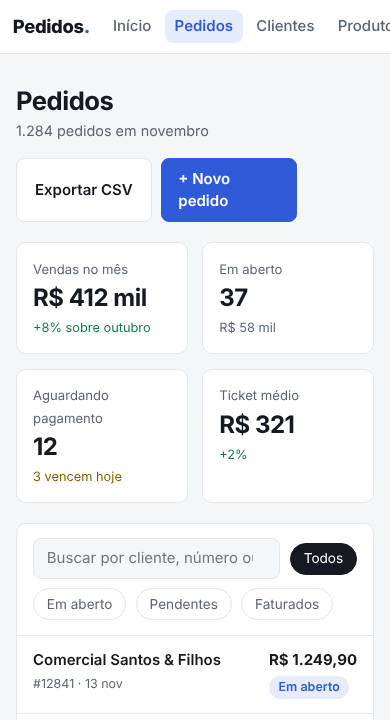 Pedidos. Início Pedidos Clientes Produto
Pedidos
1.284 pedidos em novembro
Exportar CSV
+ Novo
pedido
Vendas no mês
R$ 412 mil
+8% sobre outubro
Em aberto
37
R$ 58 mil
Aguardando
pagamento
12
3 vencem hoje
Ticket médio
R$ 321
+2%
Buscar por cliente, número ou
Todos
Em aberto Pendentes Faturados
Comercial Santos & Filhos R$ 1.249,90
#12841 · 13 nov Em aberto